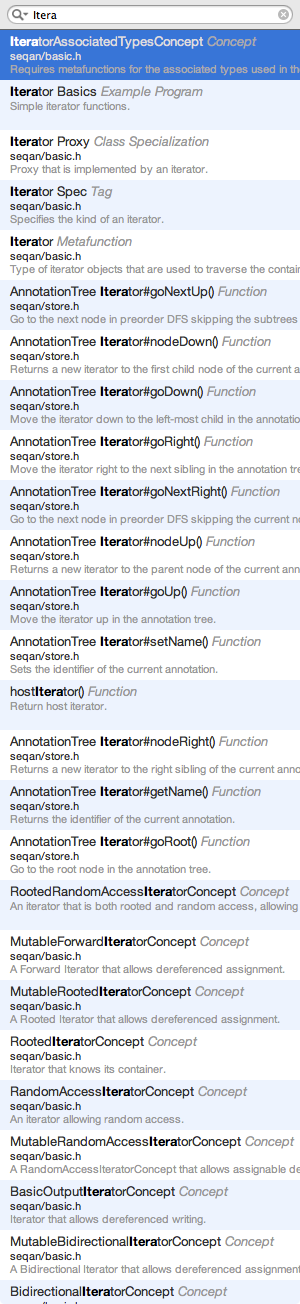 Itera
IteratorAssociatedTypesConcept Concept
seqan/basic.h
Requires metafunctions for the associated types used in the
Iterator Basics Example Program
Simple iterator functions.
Iterator Proxy Class Specialization
seqan/basic.h
Proxy that is implemented by an iterator.
Iterator Spec Tag
seqan/basic.h
Specifies the kind of an iterator.
Iterator Metafunction
seqan/basic.h
Type of iterator objects that are used to traverse the contain
AnnotationTree Iterator#goNextUp() Function
seqan/store.h
Go to the next node in preorder DFS skipping the subtrees
AnnotationTree Iterator#nodeDown() Function
seqan/store.h
Returns a new iterator to the first child node of the current a
AnnotationTree Iterator#goDown() Function
seqan/store.h
Move the iterator down to the left-most child in the annotatio
AnnotationTree Iterator#goRight() Function
seqan/store.h
Move the iterator right to the next sibling in the annotation tre
AnnotationTree Iterator#goNextRight() Function
seqan/store.h
Go to the next node in preorder DFS skipping the current no
AnnotationTree Iterator#nodeUp() Function
seqan/store.h
Returns a new iterator to the parent node of the current ann
AnnotationTree Iterator#goUp() Function
seqan/store.h
Move the iterator up in the annotation tree.
AnnotationTree Iterator#setName() Function
seqan/store.h
Sets the identifier of the current annotation.
hostIterator() Function
Return host iterator.
AnnotationTree Iterator#nodeRight() Function
seqan/store.h
Returns a new iterator to the right sibling of the current anno
AnnotationTree Iterator#getName() Function
seqan/store.h
Returns the identifier of the current annotation.
AnnotationTree Iterator#goRoot() Function
seqan/store.h
Go to the root node in the annotation tree.
RootedRandomAccessIteratorConcept Concept
An iterator that is both rooted and random access, allowing
MutableForwardIteratorConcept Concept
seqan/basic.h
A Forward Iterator that allows dereferenced assignment.
MutableRootedIteratorConcept Concept
seqan/basic.h
A Rooted Iterator that allows dereferenced assignment.
RootedIteratorConcept Concept
seqan/basic.h
Iterator that knows its container.
RandomAccessIteratorConcept Concept
seqan/basic.h
An iterator allowing random access.
MutableRandomAccessIteratorConcept Concept
seqan/basic.h
A RandomAccessIteratorConcept that allows assignable de
BasicOutputIteratorConcept Concept
seqan/basic.h
Iterator that allows dereferenced writing.
MutableBidirectionalIteratorConcept Concept
seqan/basic.h
A Bidirectional Iterator that allows dereferenced assignment
BidirectionalIteratorConcept Concept
seqan/basic.h